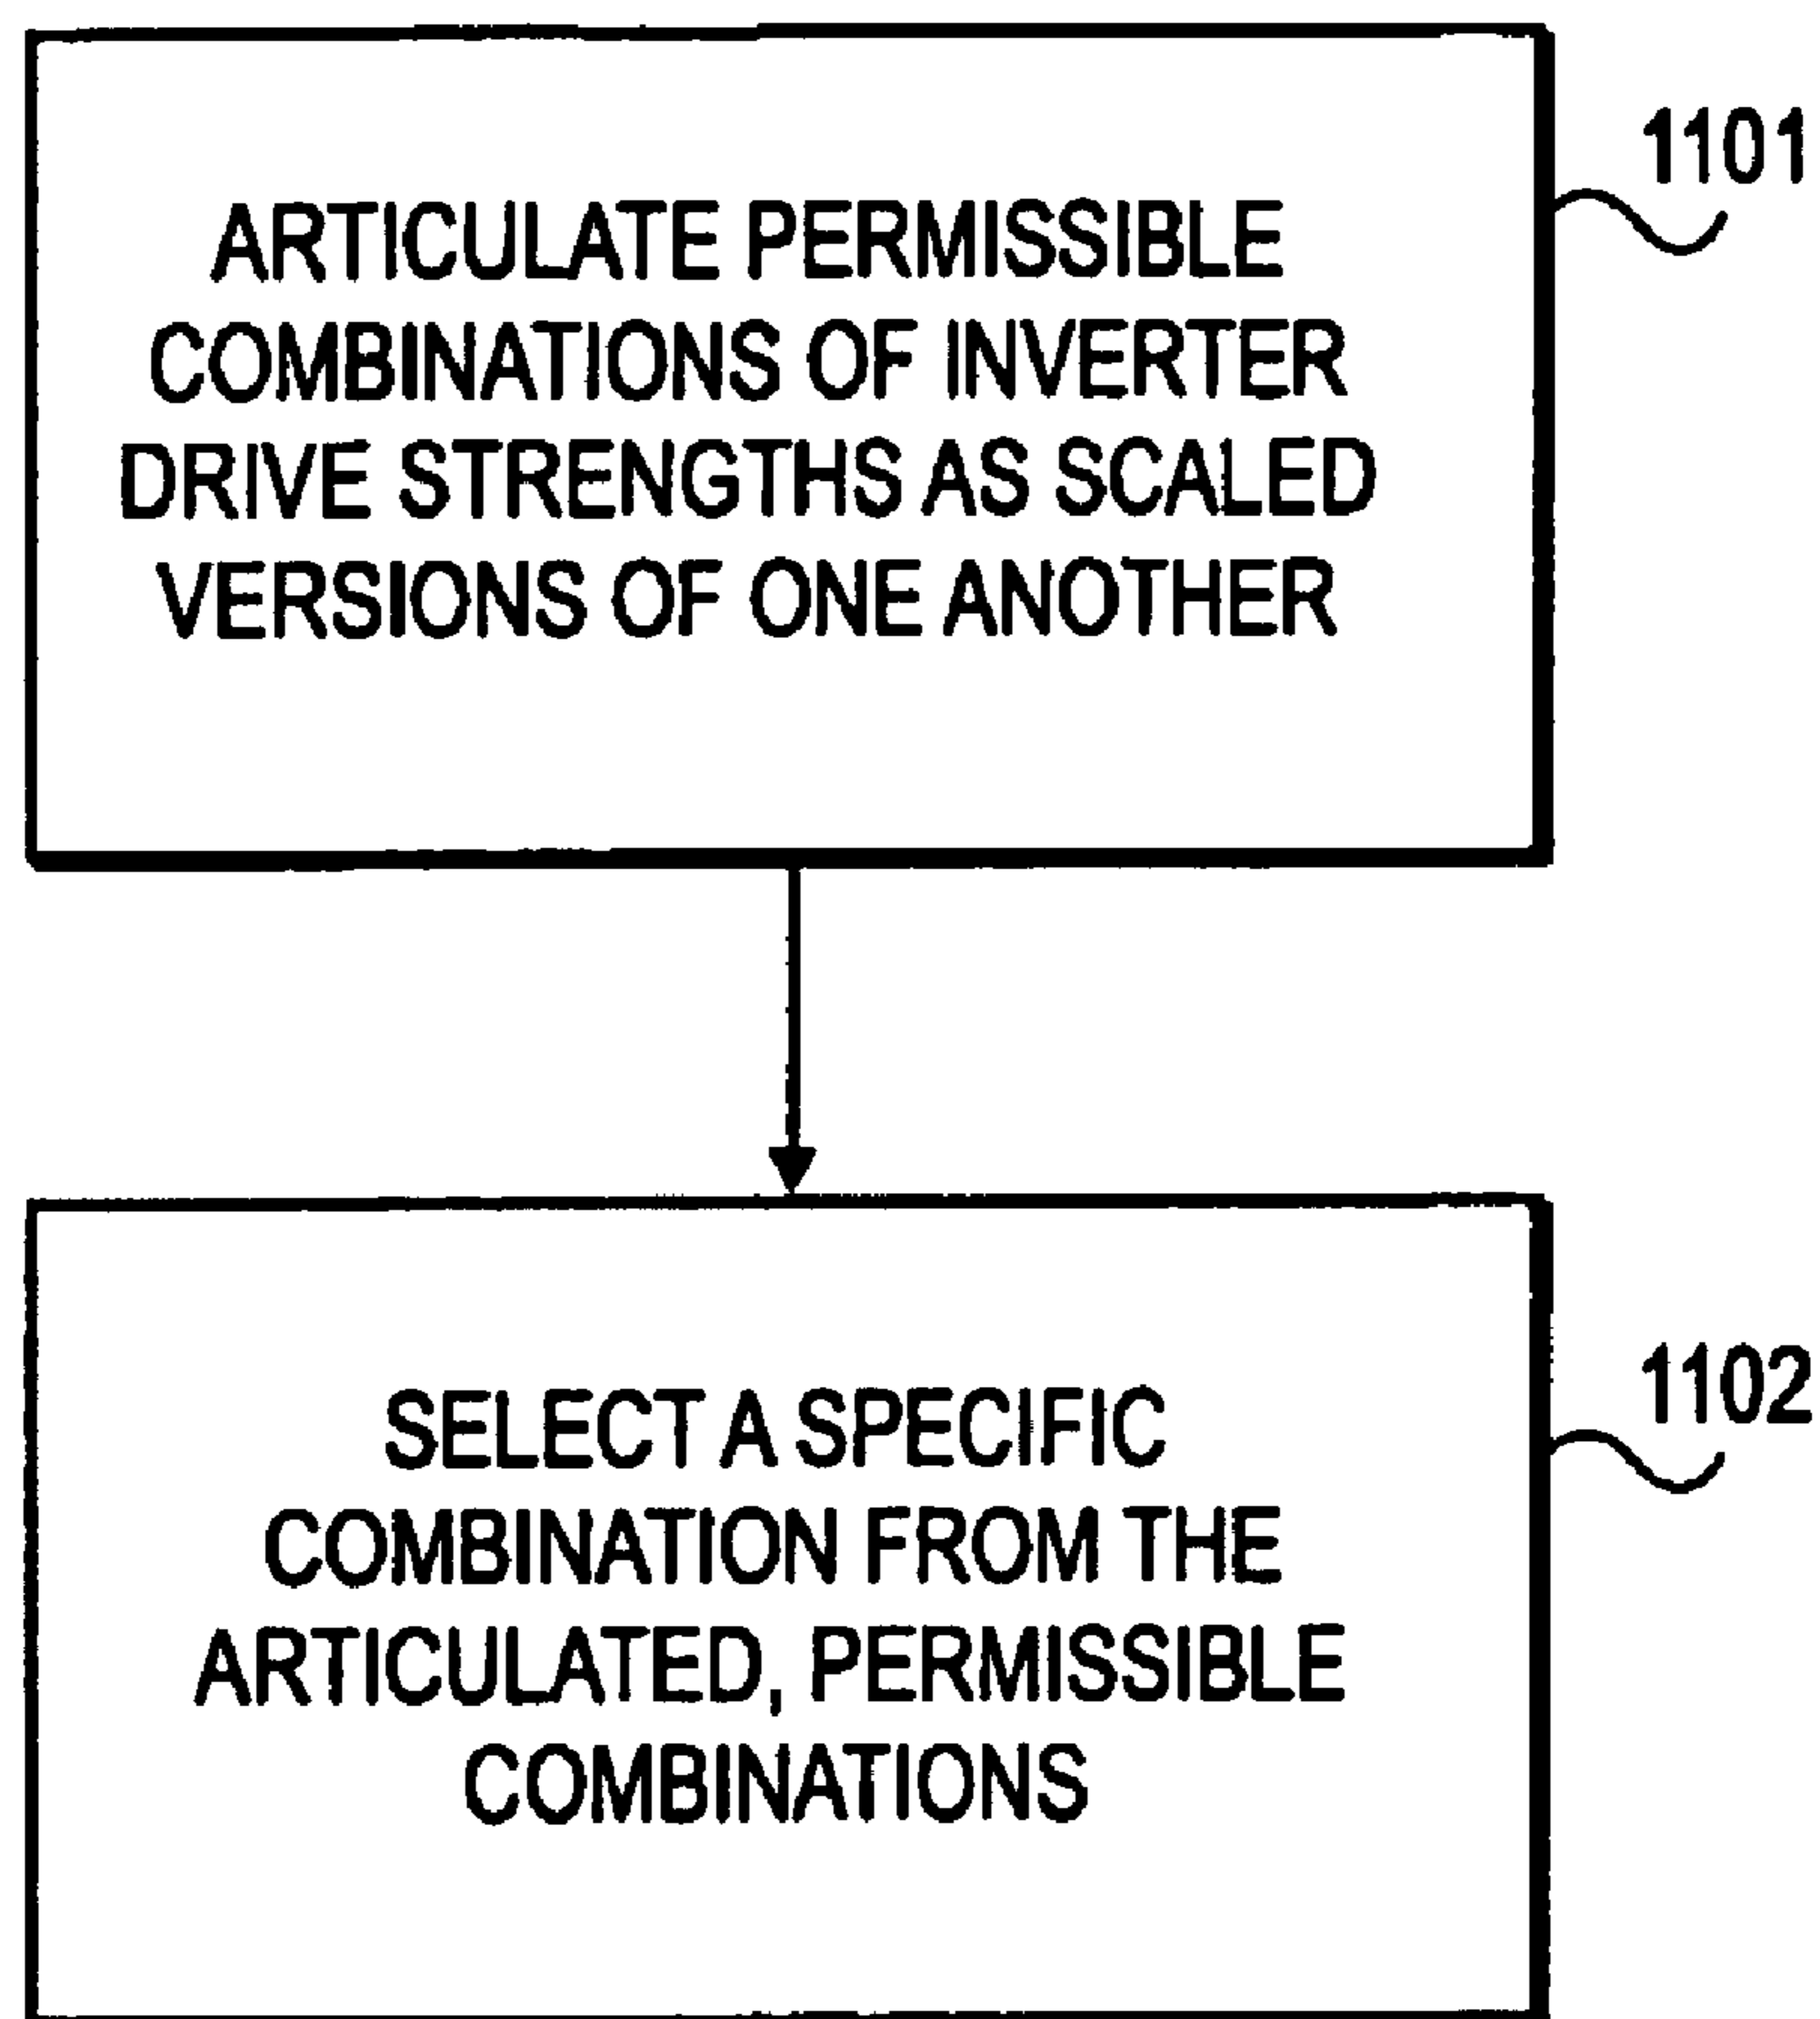 1101
ARTICULATE PERMISSIBLE
COMBINATIONS OF INVERTER
DRIVE STRENGTHS AS SCALED
VERSIONS OF ONE ANOTHER
1102
SELECT A SPECIFIC
COMBINATION FROM THE
ARTICULATED, PERMISSIBLE
COMBINATIONS